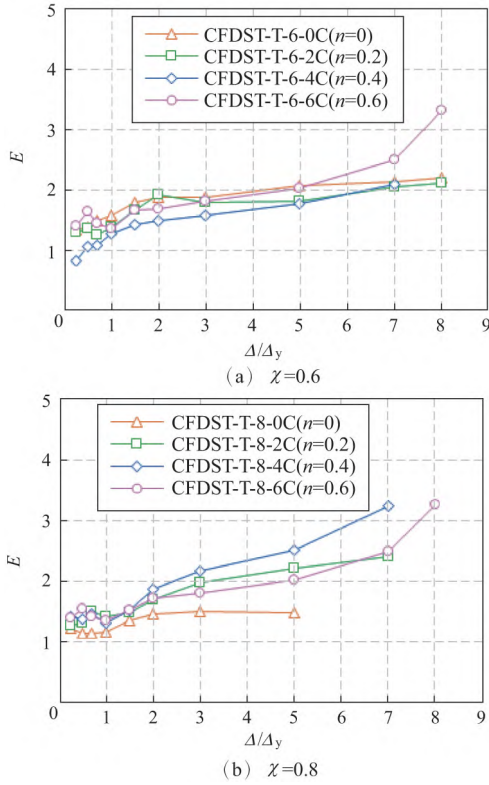 5
CFDST-T-6-0C(n=0)
CFDST-T-6-2C(n=0.2)
4
CFDST-T-6-4C(n=0.4)
CFDST-T-6-6C(n=0.6)
3
E
2
1
0 1 2 3 4 5 6 7 8 9
Δ/Δy
(a) χ=0.6
5
CFDST-T-8-0C(n=0)
CFDST-T-8-2C(n=0.2)
4
CFDST-T-8-4C(n=0.4)
CFDST-T-8-6C(n=0.6)
3
E
2
1
0 1 2 3 4 5 6 7 8 9
Δ/Δy
(b) χ=0.8